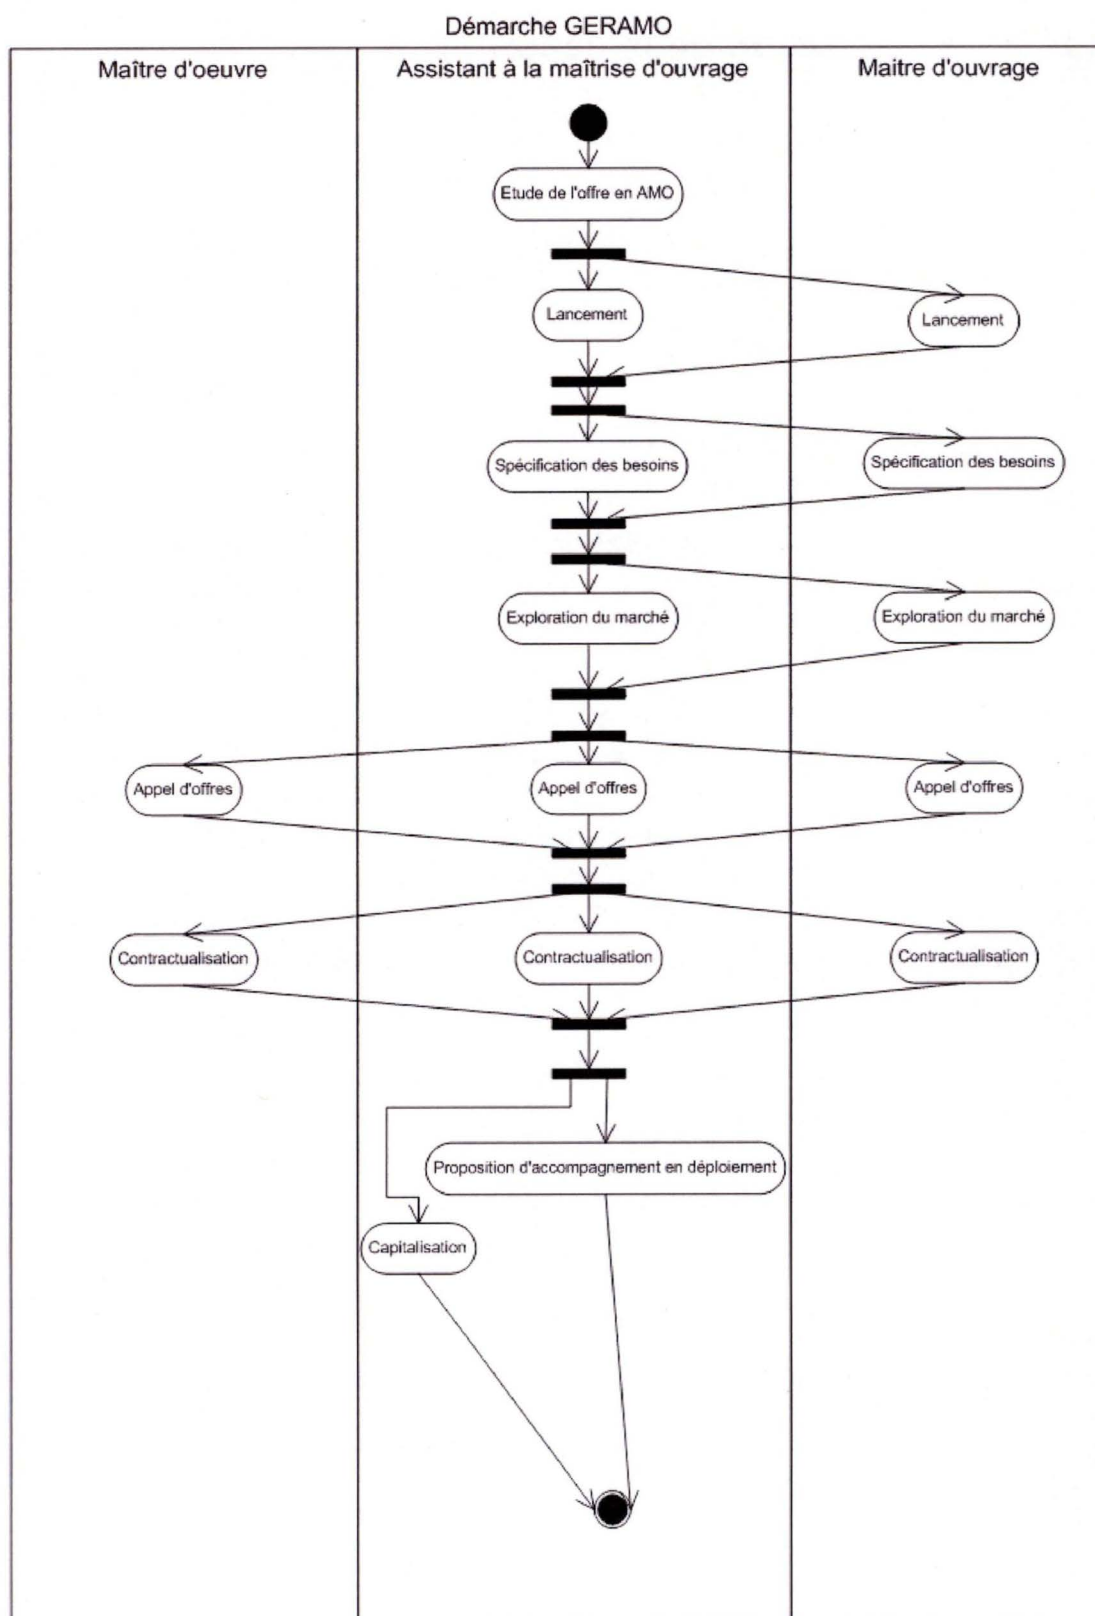 Démarche GERAMO
Maître d'oeuvre
Assistant à la maîtrise d'ouvrage
Maitre d'ouvrage
Etude de l'offre en AMO
Lancement
Lancement
Spécification des besoins
Spécification des besoins
Exploration du marché
Exploration du marché
Appel d'offres
Appel d'offres
Appel d'offres
Contractualisation
Contractualisation
Contractualisation
Proposition d'accompagnement en déploiement
Capitalisation